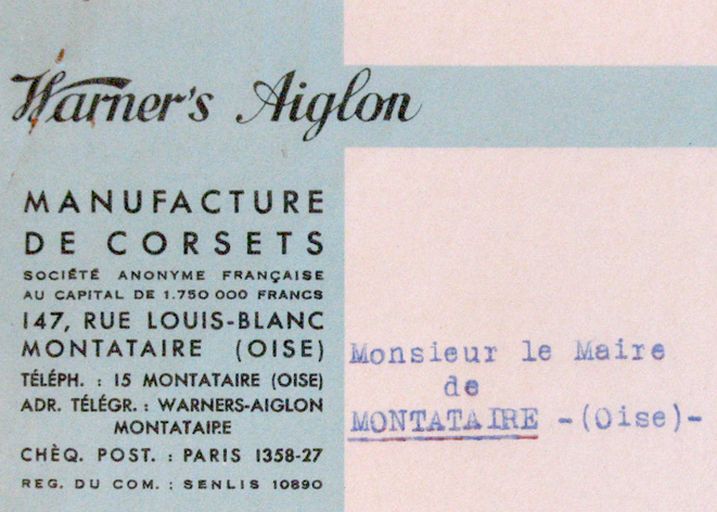 Warner's Aiglon
MANUFACTURE
DE CORSETS
SOCIÉTÉ ANONYME FRANÇAISE
AU CAPITAL DE 1.750 000 FRANCS
147, RUE LOUIS-BLANC
MONTATAIRE (OISE)
TÉLÉPH. : 15 MONTATAIRE (OISE)
ADR. TÉLÉGR. : WARNERS-AIGLON
MONTATAIRE
CHÈQ. POST. : PARIS 1358-27
REG. DU COM. : SENLIS 10890
Monsieur le Maire
de
MONTATAIRE -(Oise)-